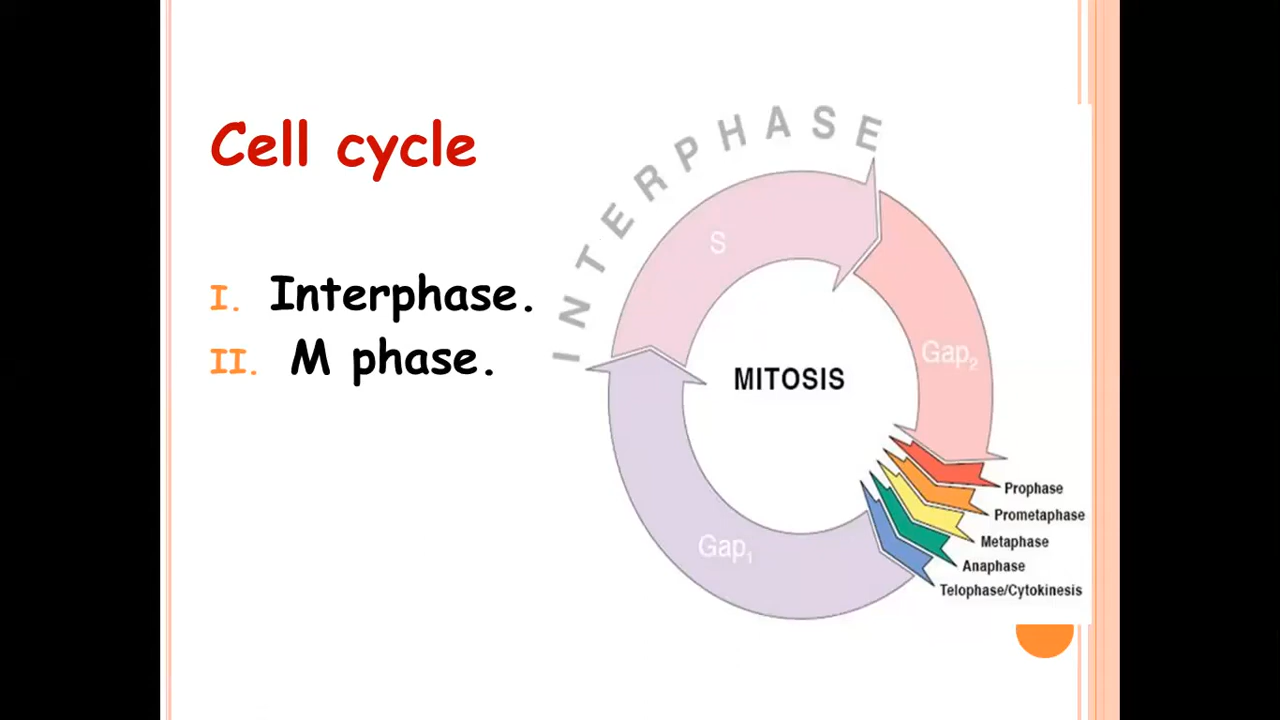 Cell cycle
I. Interphase.
II. M phase.
INTERPHASE
S
Gap2
MITOSIS
Gap1
Prophase
Prometaphase
Metaphase
Anaphase
Telophase/Cytokinesis